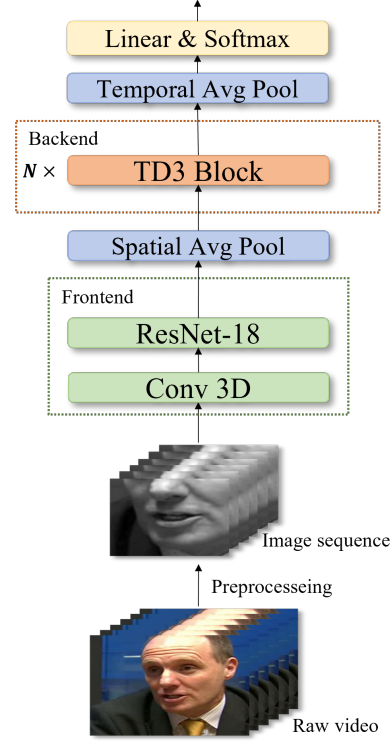 Linear & Softmax
Temporal Avg Pool
Backend
N ×
TD3 Block
Spatial Avg Pool
Frontend
ResNet-18
Conv 3D
Image sequence
Preprocesseing
Raw video